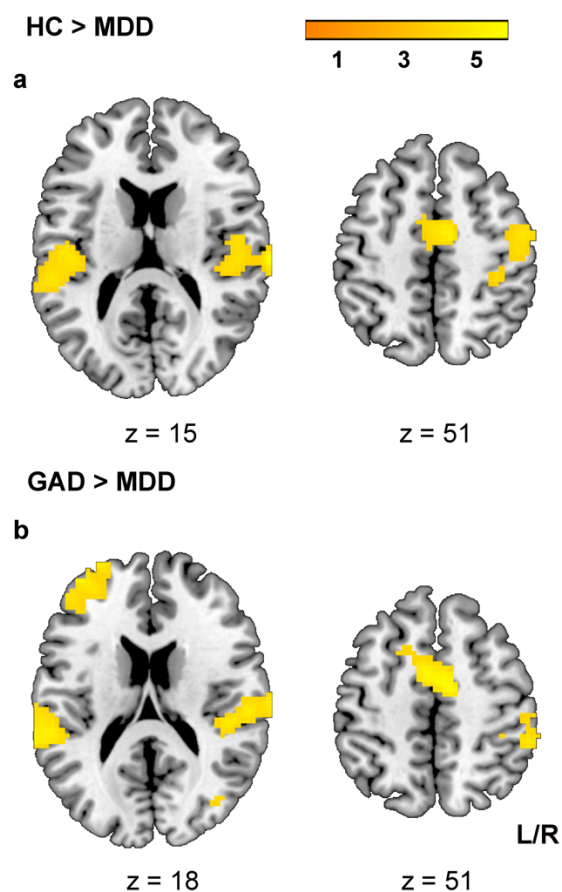 HC > MDD
1 3 5
a
z = 15 z = 51
GAD > MDD
b
L/R
z = 18 z = 51